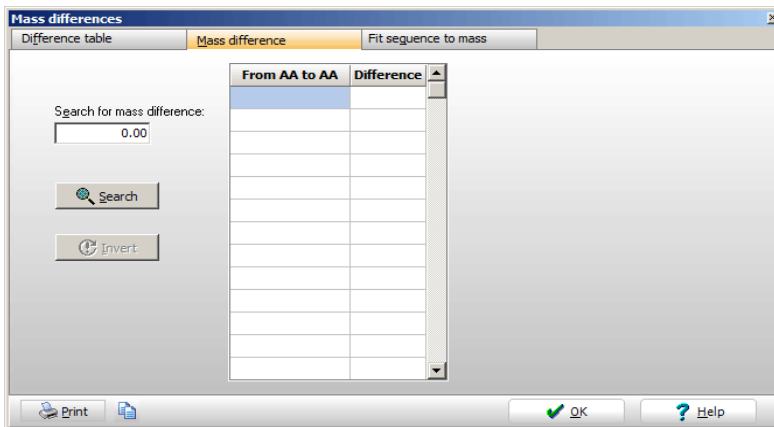 Mass differences
Difference table
Mass difference
Fit sequence to mass
From AA to AA
Difference
Search for mass difference:
0.00
Search
Invert
Print
OK
Help